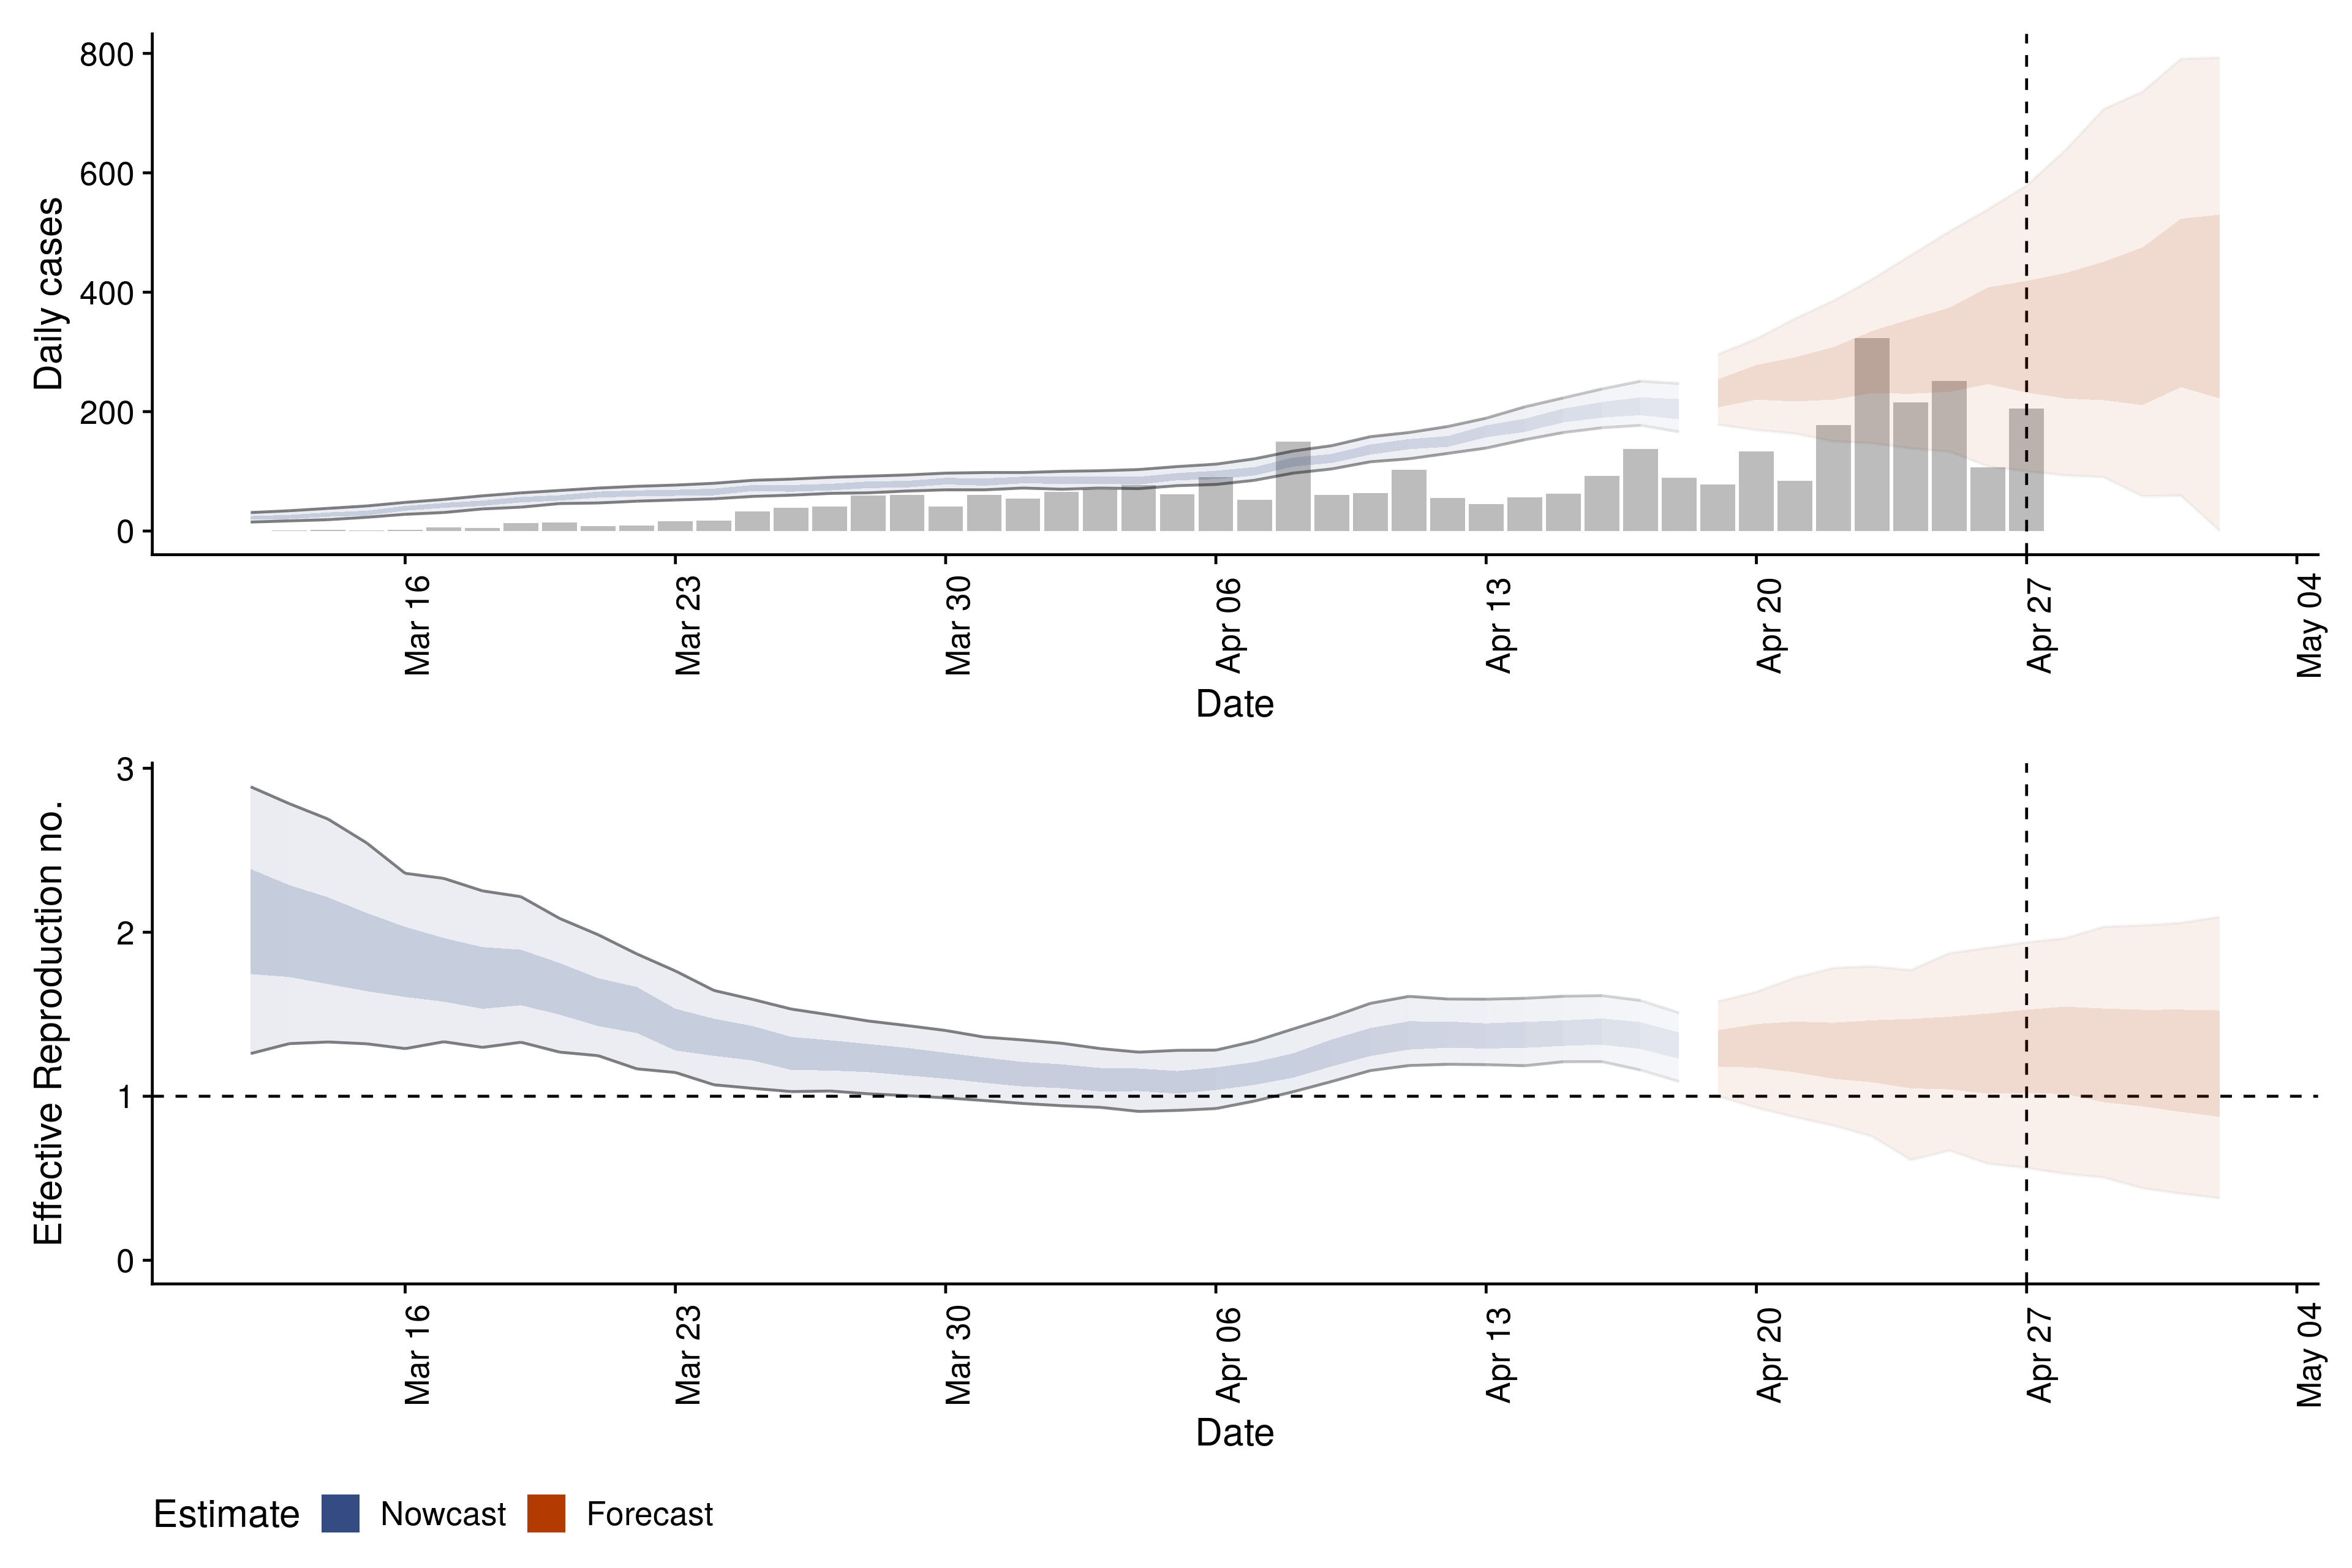 Daily cases
800
600
400
200
0
Mar 16
Mar 23
Mar 30
Apr 06
Apr 13
Apr 20
Apr 27
May 04
Date
Effective Reproduction no.
3
2
1
0
Mar 16
Mar 23
Mar 30
Apr 06
Apr 13
Apr 20
Apr 27
May 04
Date
Estimate Nowcast Forecast